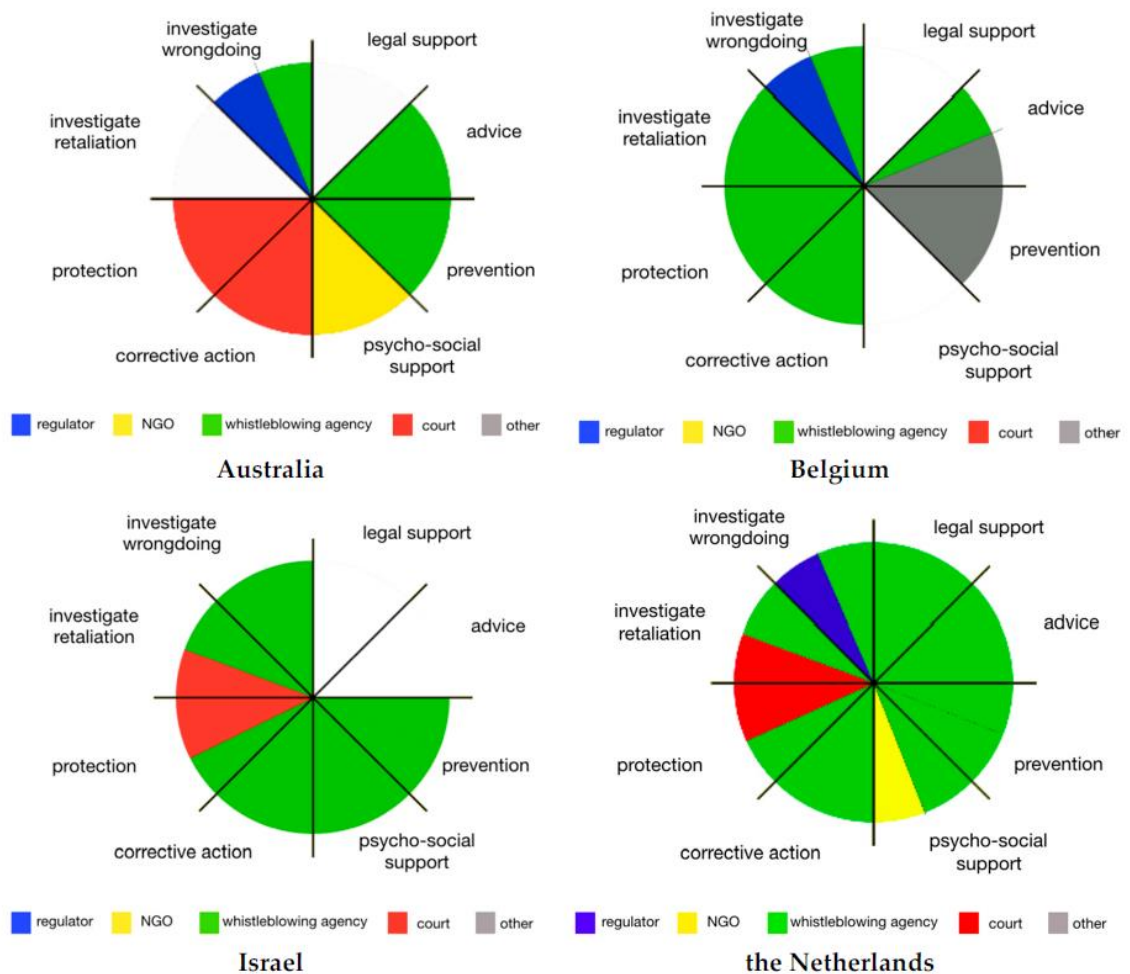 investigate
wrongdoing
legal support
investigate
retaliation
advice
protection
prevention
corrective action
psycho-social
support
regulator NGO whistleblowing agency court other
Australia
investigate
wrongdoing
legal support
investigate
retaliation
advice
protection
prevention
corrective action
psycho-social
support
regulator NGO whistleblowing agency court other
Belgium
investigate
wrongdoing
legal support
investigate
retaliation
advice
protection
prevention
corrective action
psycho-social
support
regulator NGO whistleblowing agency court other
Israel
investigate
wrongdoing
legal support
investigate
retaliation
advice
protection
prevention
corrective action
psycho-social
support
regulator NGO whistleblowing agency court other
the Netherlands